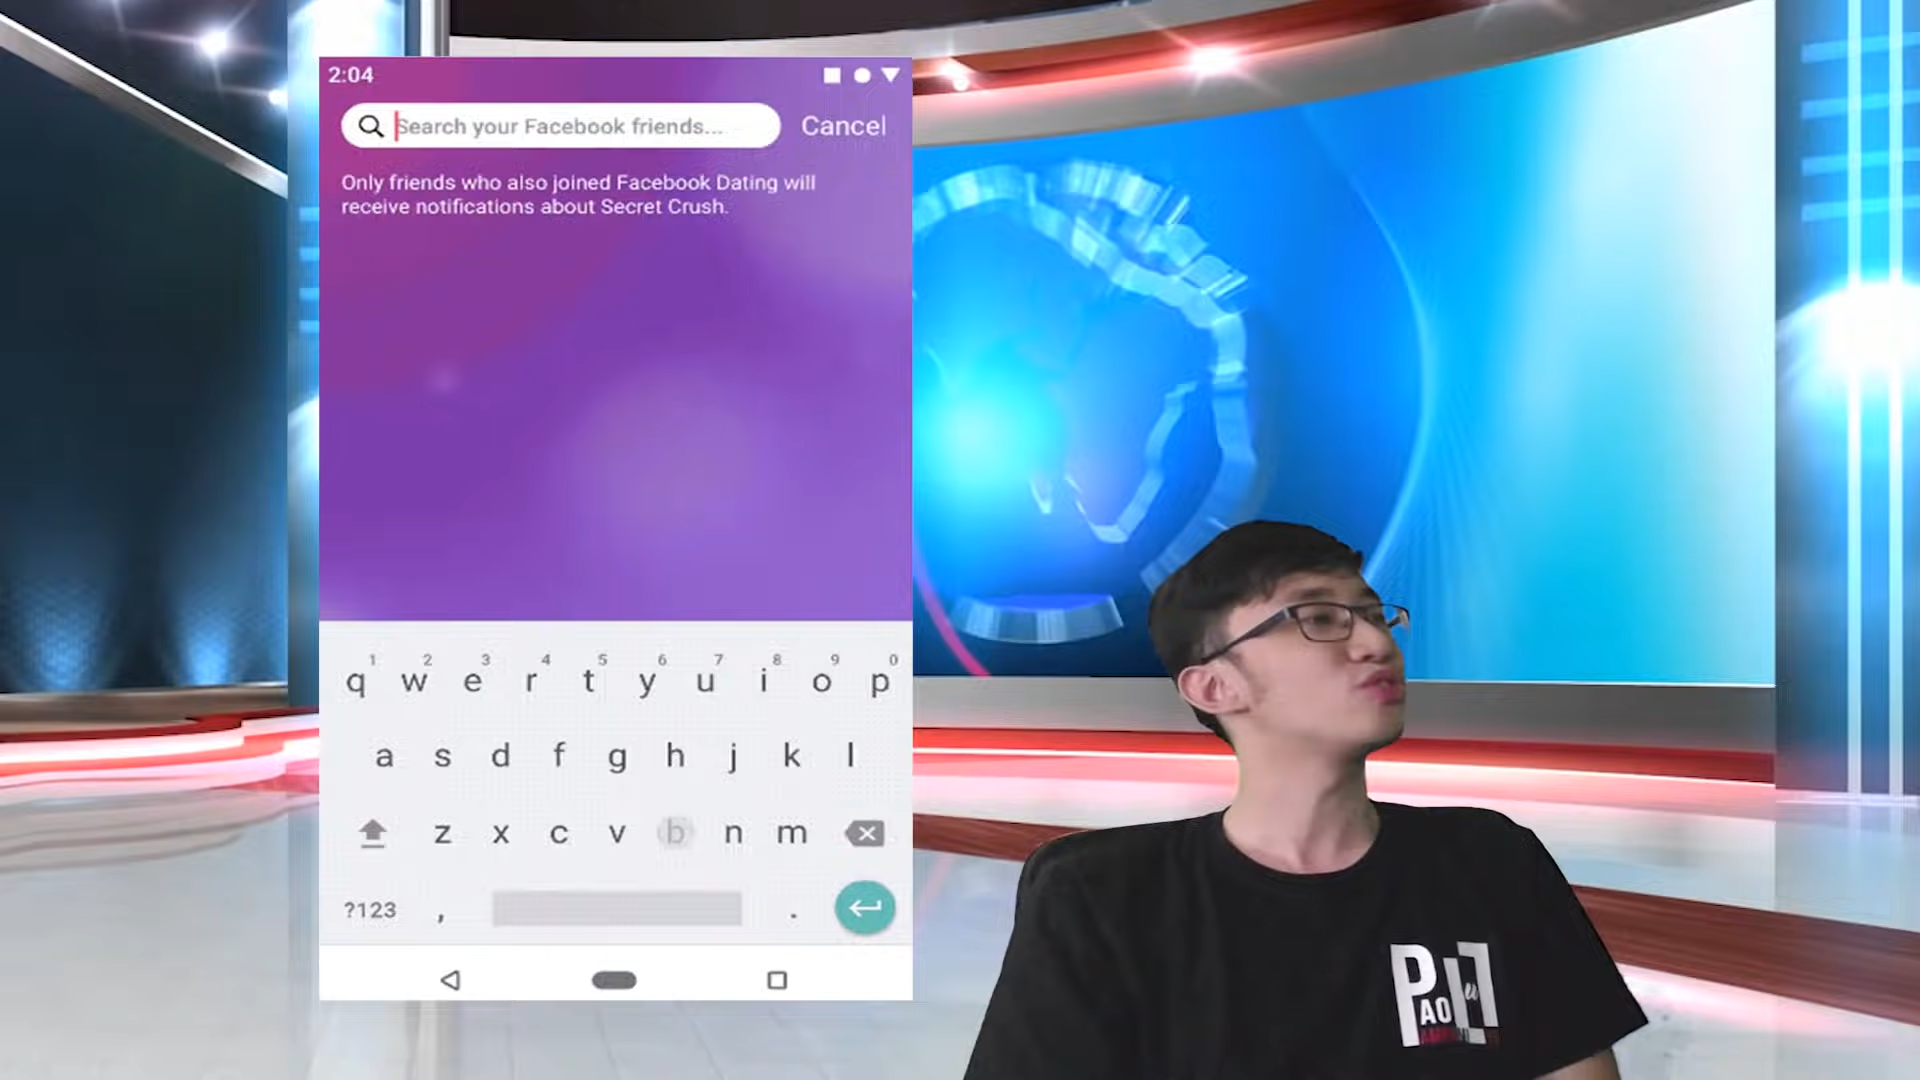 2:04
Search your Facebook friends...
Cancel
Only friends who also joined Facebook Dating will
receive notifications about Secret Crush.
1 2 3 4 5 6 7 8 9 0
q w e r t y u i o p
a s d f g h j k l
z x c v b n m
?123 , .